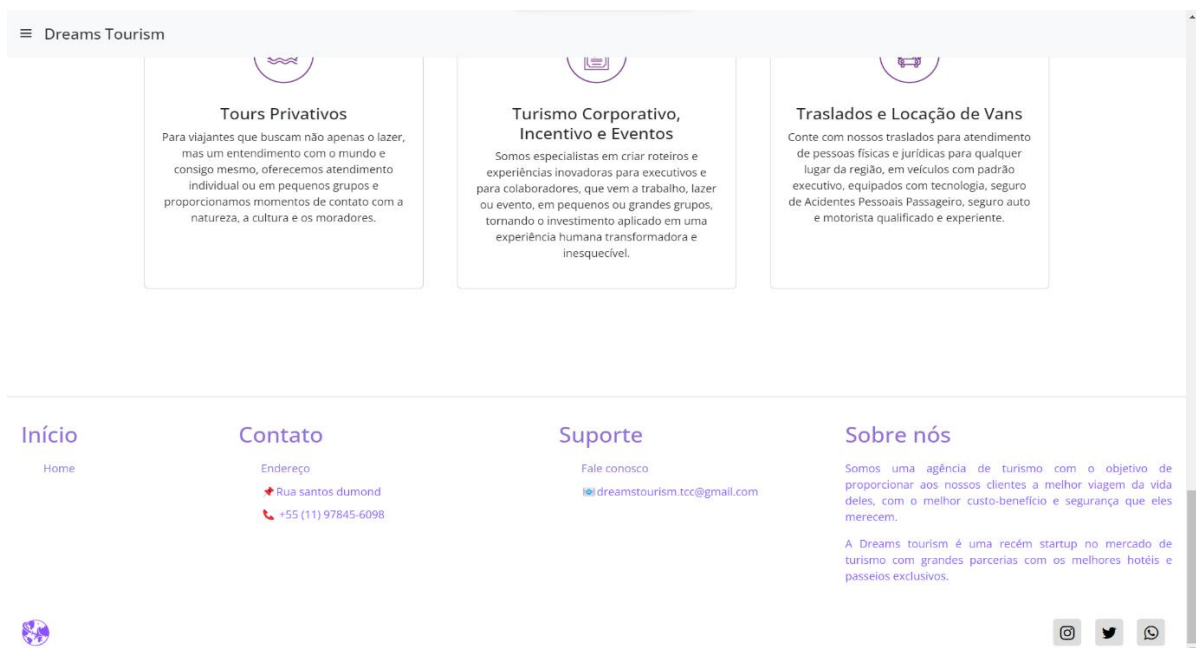 Dreams Tourism
Tours Privativos
Para viajantes que buscam não apenas o lazer,
mas um entendimento com o mundo e
consigo mesmo, oferecemos atendimento
individual ou em pequenos grupos e
proporcionamos momentos de contato com a
natureza, a cultura e os moradores.
Turismo Corporativo,
Incentivo e Eventos
Somos especialistas em criar roteiros e
experiências inovadoras para executivos e
para colaboradores, que vem a trabalho, lazer
ou evento, em pequenos ou grandes grupos,
tornando o investimento aplicado em uma
experiência humana transformadora e
inesquecível.
Traslados e Locação de Vans
Conte com nossos traslados para atendimento
de pessoas físicas e jurídicas para qualquer
lugar da região, em veículos com padrão
executivo, equipados com tecnologia, seguro
de Acidentes Pessoais Passageiro, seguro auto
e motorista qualificado e experiente.
Início
Home
Contato
Endereço
Rua santos dumond
+55 (11) 97845-6098
Suporte
Fale conosco
dreamstourism.tcc@gmail.com
Sobre nós
Somos uma agência de turismo com o objetivo de
proporcionar aos nossos clientes a melhor viagem da vida
deles, com o melhor custo-benefício e segurança que eles
merecem.
A Dreams tourism é uma recém startup no mercado de
turismo com grandes parcerias com os melhores hotéis e
passeios exclusivos.